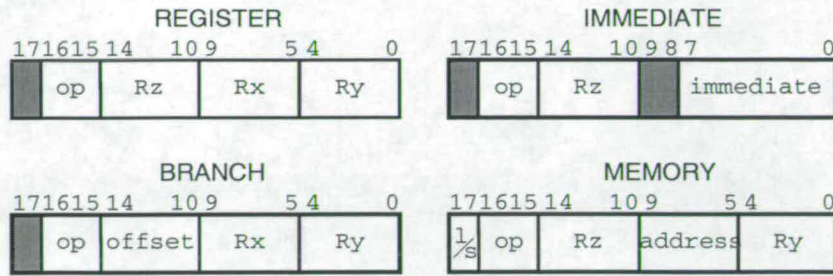 REGISTER
IMMEDIATE
17 16 15 14 10 9 5 4 0
17 16 15 14 10 9 8 7 0
op Rz Rx Ry
op Rz immediate
BRANCH
MEMORY
17 16 15 14 10 9 5 4 0
17 16 15 14 10 9 5 4 0
op offset Rx Ry
l/s op Rz address Ry